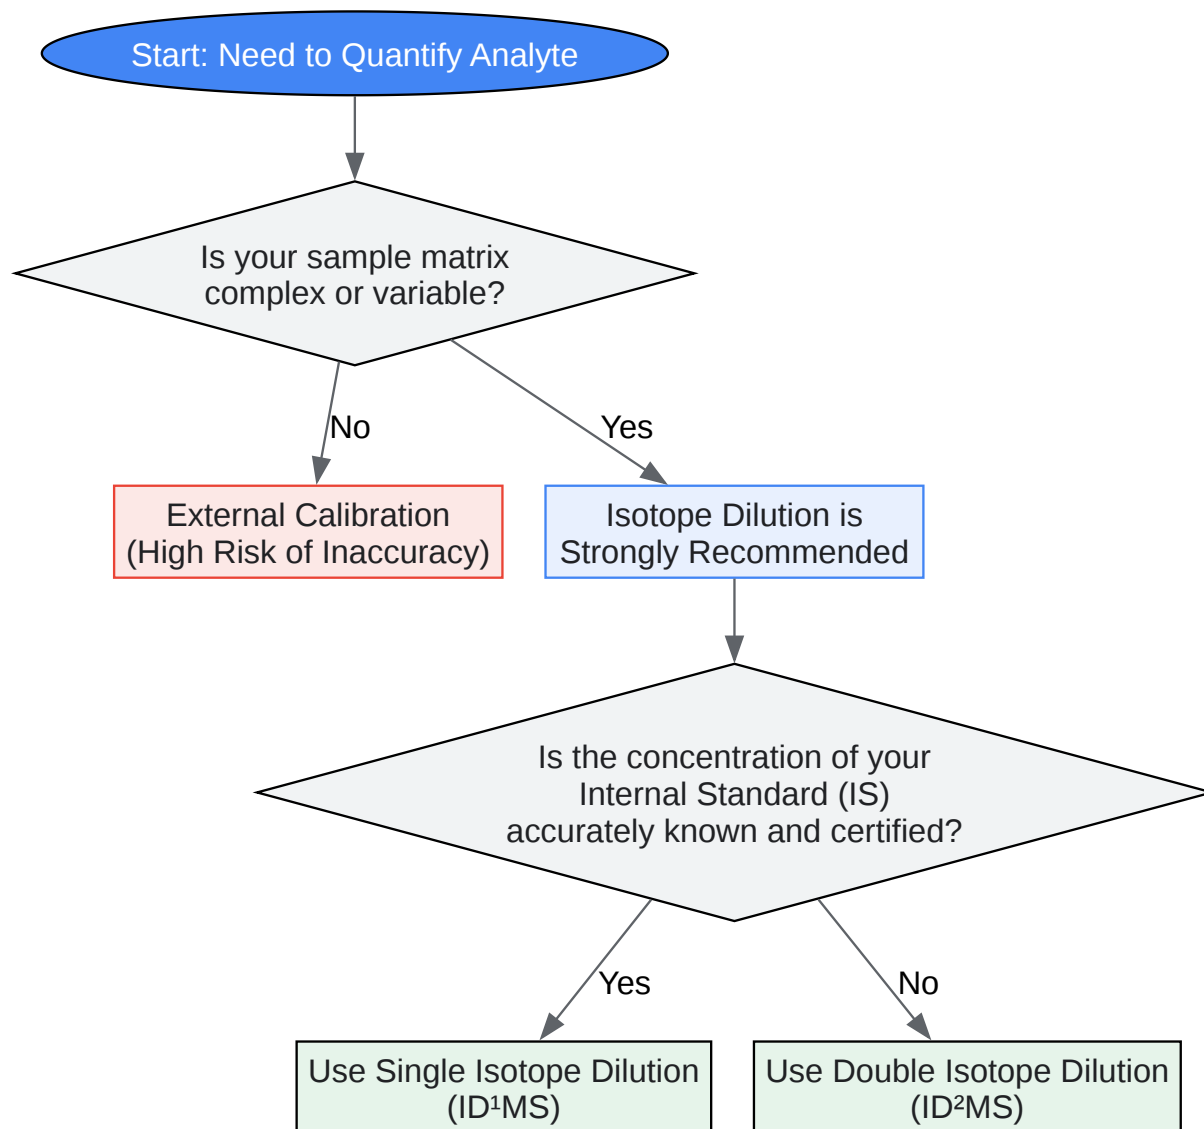 Start: Need to Quantify Analyte
Is your sample matrix
complex or variable?
No
Yes
External Calibration
(High Risk of Inaccuracy)
Isotope Dilution is
Strongly Recommended
Is the concentration of your
Internal Standard (IS)
accurately known and certified?
Yes
No
Use Single Isotope Dilution
(ID¹MS)
Use Double Isotope Dilution
(ID²MS)